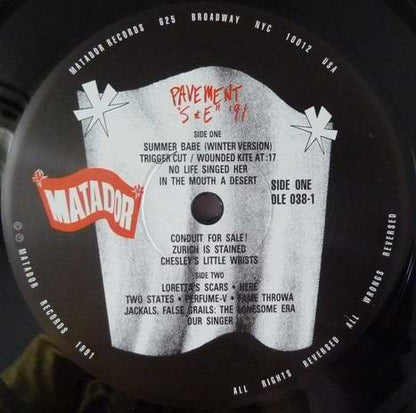 MATADOR RECORDS 625 BROADWAY NYC 10012 USA
PAVEMENT
"S & E" '91
SIDE ONE
SUMMER BABE (WINTER VERSION)
TRIGGER CUT / WOUNDED KITE AT :17
NO LIFE SINGED HER
IN THE MOUTH A DESERT
SIDE ONE
OLE 038-1
MATADOR
CONDUIT FOR SALE!
ZURICH IS STAINED
CHESLEY'S LITTLE WRISTS
SIDE TWO
LORETTA'S SCARS • HERE
TWO STATES • PERFUME-V • FAME THROWA
JACKALS, FALSE GRAILS: THE LONESOME ERA
OUR SINGER
℗ © MATADOR RECORDS 1991
ALL RIGHTS REVERSED ALL WRONGS REVERSED